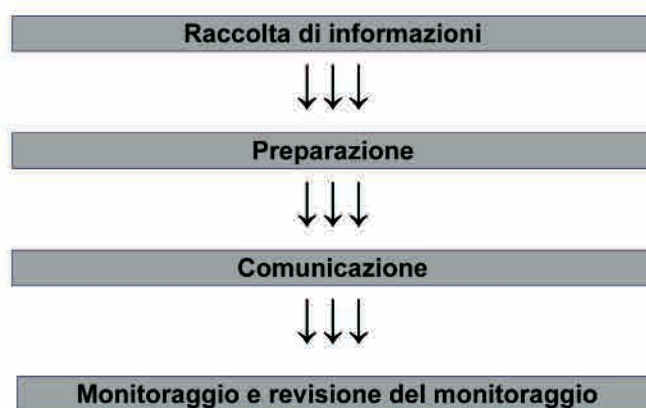 Raccolta di informazioni
Preparazione
Comunicazione
Monitoraggio e revisione del monitoraggio